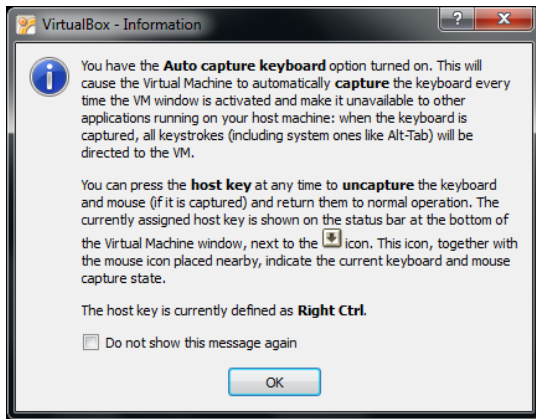 VirtualBox - Information
You have the Auto capture keyboard option turned on. This will
cause the Virtual Machine to automatically capture the keyboard every
time the VM window is activated and make it unavailable to other
applications running on your host machine: when the keyboard is
captured, all keystrokes (including system ones like Alt-Tab) will be
directed to the VM.
You can press the host key at any time to uncapture the keyboard
and mouse (if it is captured) and return them to normal operation. The
currently assigned host key is shown on the status bar at the bottom of
the Virtual Machine window, next to the icon. This icon, together with
the mouse icon placed nearby, indicate the current keyboard and mouse
capture state.
The host key is currently defined as Right Ctrl.
Do not show this message again
OK